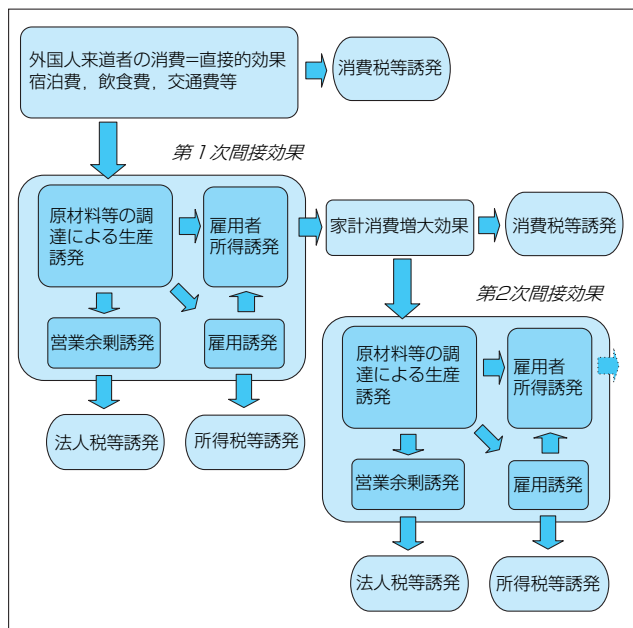 外国人来道者の消費=直接的効果
宿泊費，飲食費，交通費等
消費税等誘発
第１次間接効果
原材料等の調
達による生産
誘発
雇用者
所得誘発
営業余剰誘発
雇用誘発
法人税等誘発
所得税等誘発
家計消費増大効果
消費税等誘発
第2次間接効果
原材料等の調
達による生産
誘発
雇用者
所得誘発
営業余剰誘発
雇用誘発
法人税等誘発
所得税等誘発